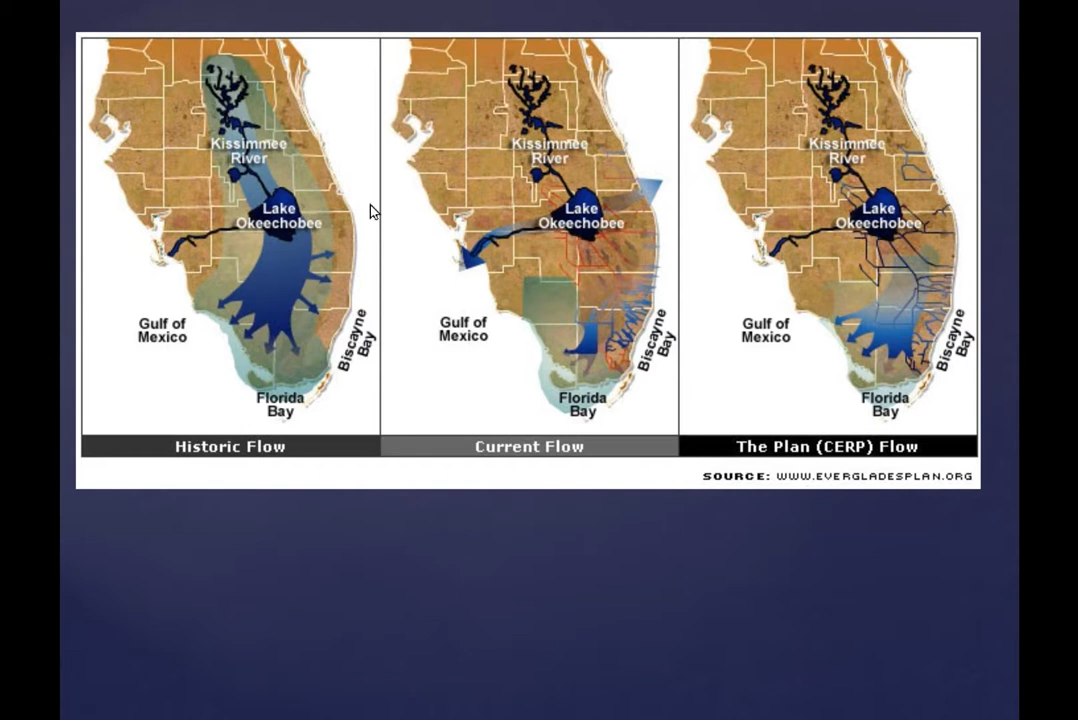 Kissimmee
River
Lake
Okeechobee
Gulf of
Mexico
Biscayne
Bay
Florida
Bay
Historic Flow
Kissimmee
River
Lake
Okeechobee
Gulf of
Mexico
Biscayne
Bay
Florida
Bay
Current Flow
Kissimmee
River
Lake
Okeechobee
Gulf of
Mexico
Biscayne
Bay
Florida
Bay
The Plan (CERP) Flow
SOURCE: WWW.EVERGLADESPLAN.ORG